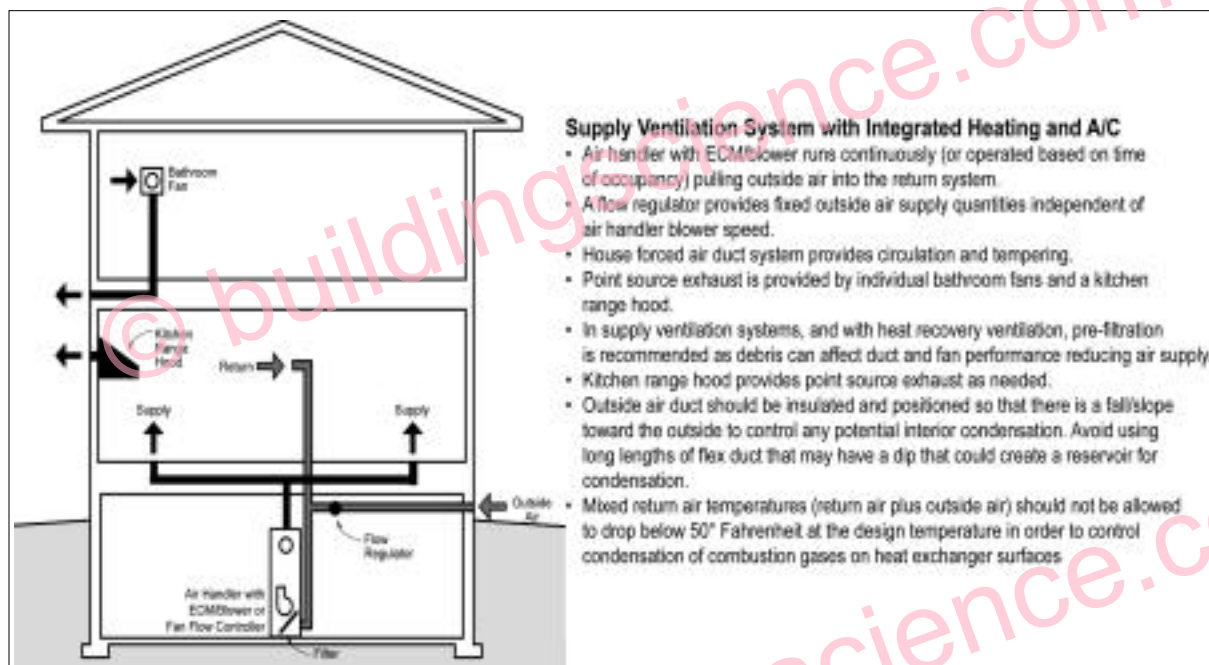 Bathroom
Fan
Kitchen
Range
Hood
Return
Supply
Supply
Outside
Air
Flow
Regulator
Air Handler with
ECM/Blower or
Fan Flow Controller
Filter
Supply Ventilation System with Integrated Heating and A/C
• Air handler with ECM/blower runs continuously (or operated based on time
of occupancy) pulling outside air into the return system.
• A flow regulator provides fixed outside air supply quantities independent of
air handler blower speed.
• House forced air duct system provides circulation and tempering.
• Point source exhaust is provided by individual bathroom fans and a kitchen
range hood.
• In supply ventilation systems, and with heat recovery ventilation, pre-filtration
is recommended as debris can affect duct and fan performance reducing air supply.
• Kitchen range hood provides point source exhaust as needed.
• Outside air duct should be insulated and positioned so that there is a fall/slope
toward the outside to control any potential interior condensation. Avoid using
long lengths of flex duct that may have a dip that could create a reservoir for
condensation.
• Mixed return air temperatures (return air plus outside air) should not be allowed
to drop below 50° Fahrenheit at the design temperature in order to control
condensation of combustion gases on heat exchanger surfaces
© buildingscience.com
science.c